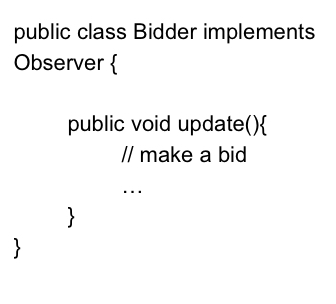 public class Bidder implements
Observer {
public void update(){
// make a bid
…
}
}